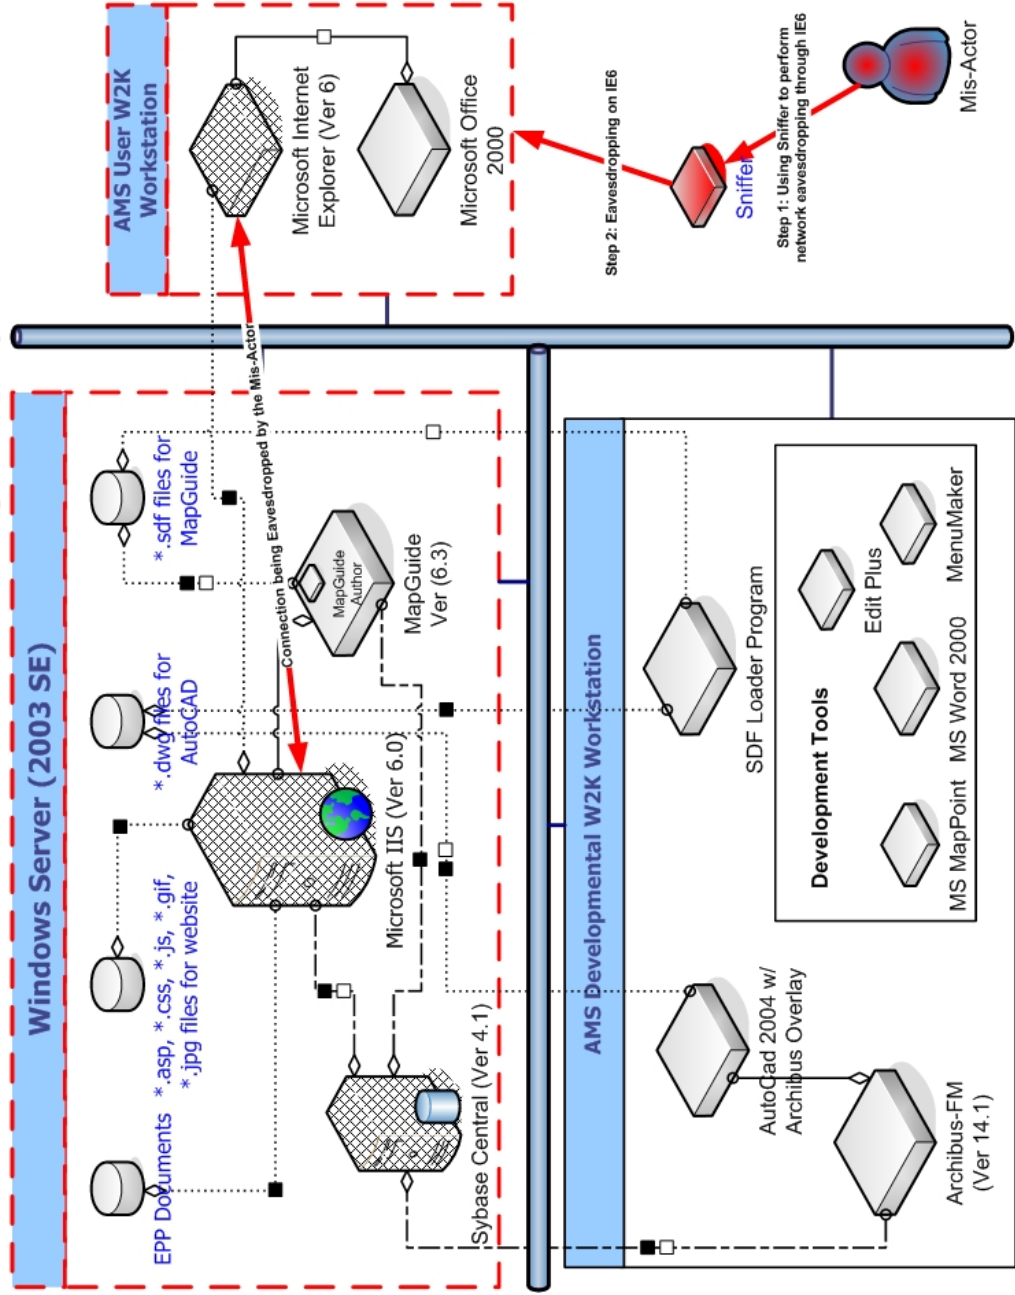 Windows Server (2003 SE)
EPP Documents
*.asp, *.css, *.js, *.gif,
*.jpg files for website
*.dwg files for
AutoCAD
*.sdf files for
MapGuide
Sybase Central (Ver 4.1)
Microsoft IIS (Ver 6.0)
MapGuide
Author
MapGuide
Ver (6.3)
Connection being Eavesdropped by the Mis-Actor
AMS User W2K
Workstation
Microsoft Internet
Explorer (Ver 6)
Microsoft Office
2000
Step 2: Eavesdropping on IE6
Sniffer
Step 1: Using Sniffer to perform
network eavesdropping through IE6
Mis-Actor
AMS Developmental W2K Workstation
AutoCad 2004 w/
Archibus Overlay
Archibus-FM
(Ver 14.1)
SDF Loader Program
Development Tools
Edit Plus
MS MapPoint
MS Word 2000
MenuMaker